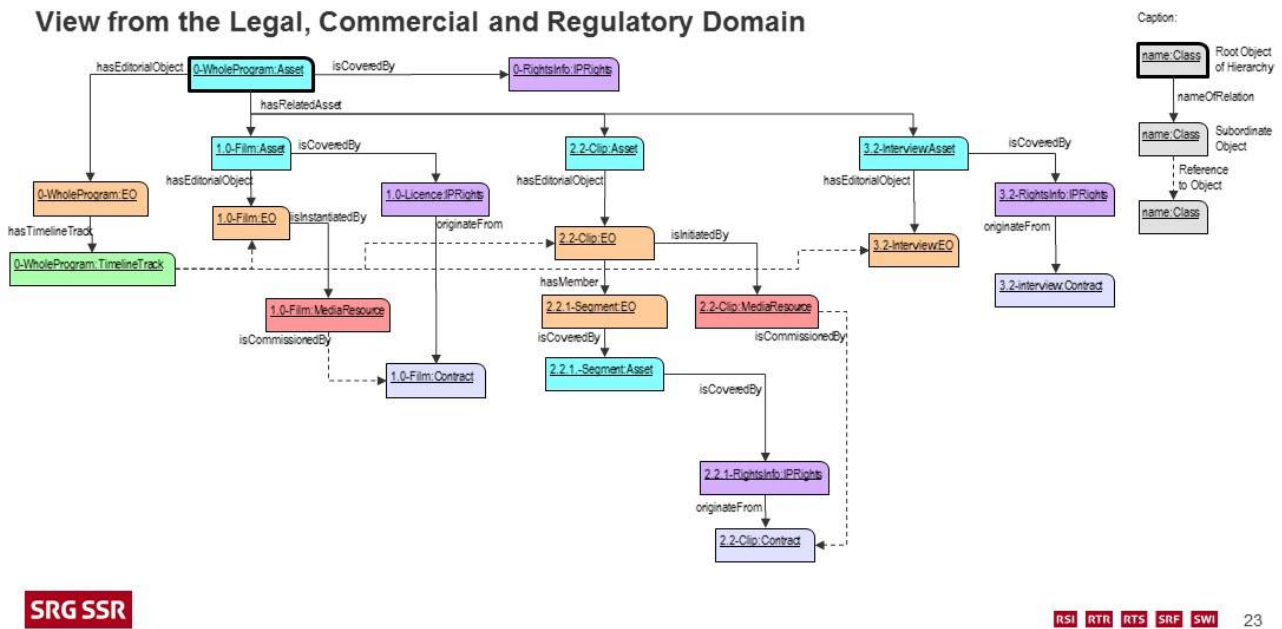 View from the Legal, Commercial and Regulatory Domain
Caption:
name:Class
Root Object
of Hierarchy
nameOfRelation
name:Class
Subordinate
Object
Reference
to Object
name:Class
hasEditorialObject
0-WholeProgram:Asset
isCoveredBy
0-RightsInfo:IPRights
hasRelatedAsset
1.0-Film:Asset
isCoveredBy
2.2-Clip:Asset
3.2-Interview:Asset
isCoveredBy
hasEditorialObject
hasEditorialObject
hasEditorialObject
0-WholeProgram:EO
1.0-Licence:IPRights
3.2-RightsInfo:IPRights
1.0-Film:EO
isInstantiatedBy
originateFrom
originateFrom
hasTimelineTrack
2.2-Clip:EO
isInitiatedBy
3.2-Interview:EO
0-WholeProgram:TimelineTrack
hasMember
3.2-interview:Contract
1.0-Film:MediaResource
2.2.1-Segment:EO
2.2-Clip:MediaResource
isCommissionedBy
isCoveredBy
isCommissionedBy
1.0-Film:Contract
2.2.1.-Segment:Asset
isCoveredBy
2.2.1-RightsInfo:IPRights
originateFrom
2.2-Clip:Contract
SRG SSR
RSI RTR RTS SRF SWI 23